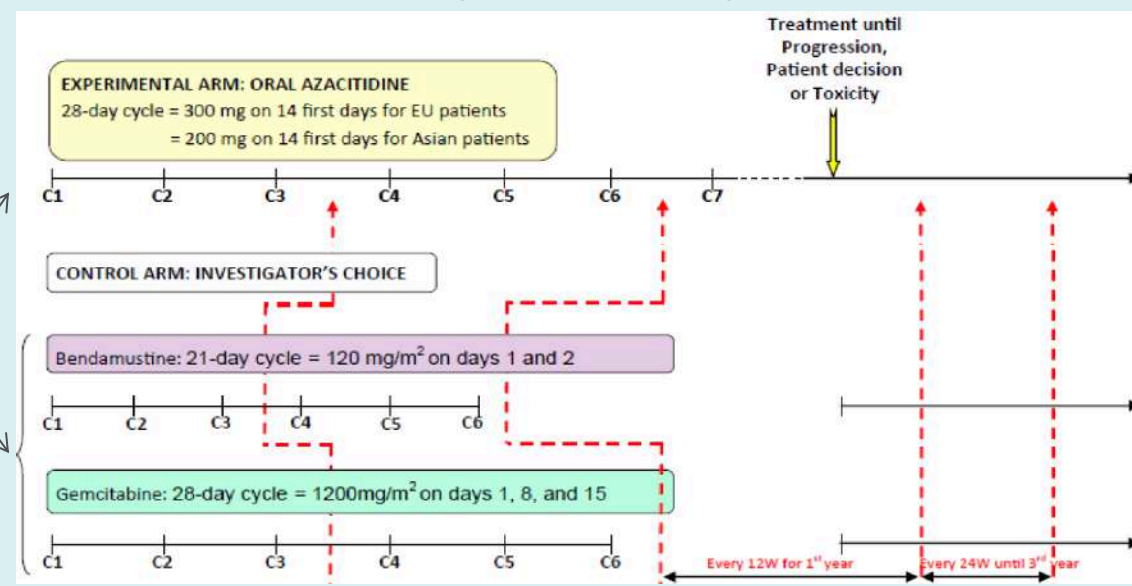 Treatment until
Progression,
Patient decision
or Toxicity
EXPERIMENTAL ARM: ORAL AZACITIDINE
28-day cycle = 300 mg on 14 first days for EU patients
= 200 mg on 14 first days for Asian patients
C1 C2 C3 C4 C5 C6 C7
CONTROL ARM: INVESTIGATOR'S CHOICE
Bendamustine: 21-day cycle = 120 mg/m² on days 1 and 2
C1 C2 C3 C4 C5 C6
Gemcitabine: 28-day cycle = 1200mg/m² on days 1, 8, and 15
C1 C2 C3 C4 C5 C6
Every 12W for 1st year Every 24W until 3rd year